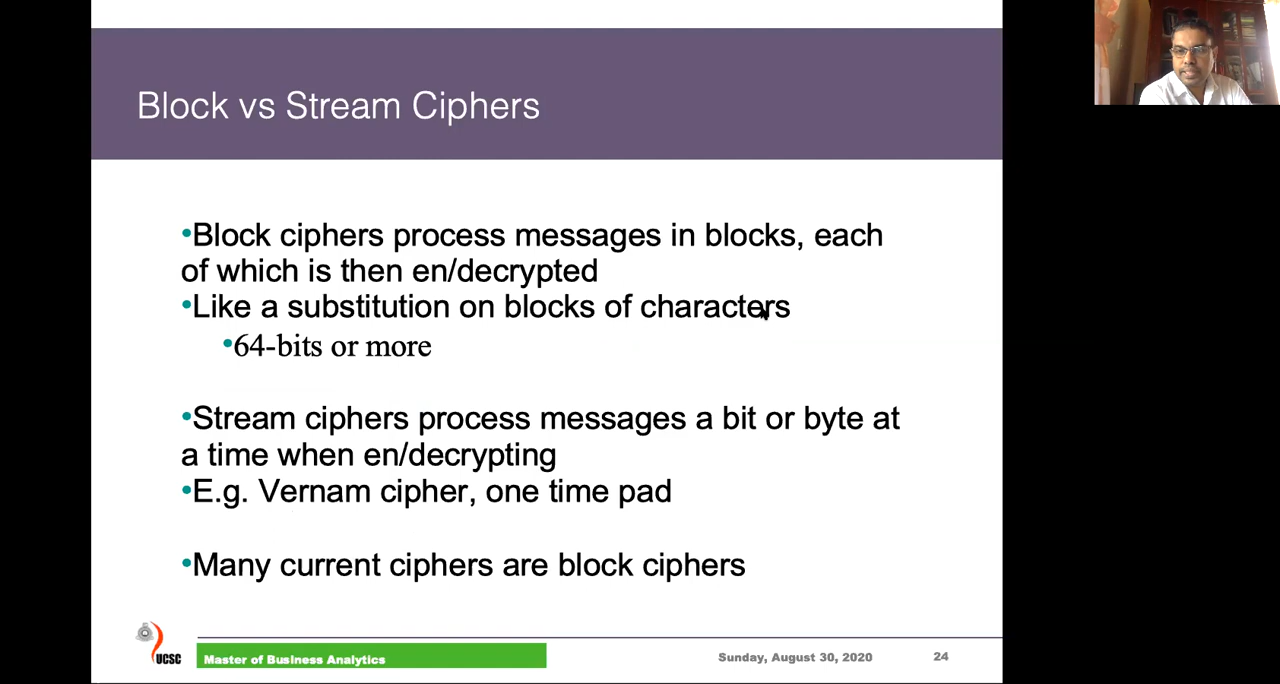 Block vs Stream Ciphers
•Block ciphers process messages in blocks, each
of which is then en/decrypted
•Like a substitution on blocks of characters
•64-bits or more
•Stream ciphers process messages a bit or byte at
a time when en/decrypting
•E.g. Vernam cipher, one time pad
•Many current ciphers are block ciphers
UCSC
Master of Business Analytics
Sunday, August 30, 2020
24